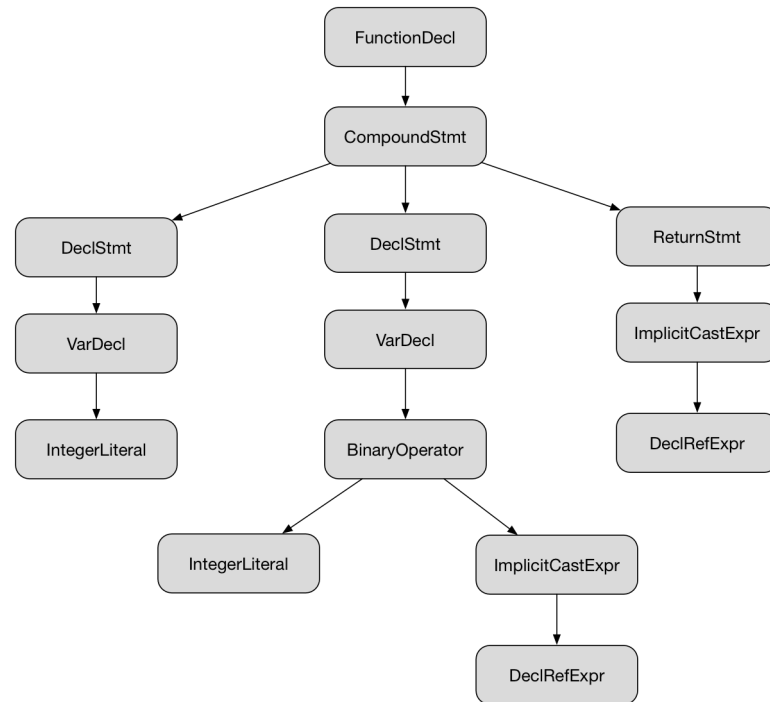 FunctionDecl
CompoundStmt
DeclStmt
DeclStmt
ReturnStmt
VarDecl
VarDecl
ImplicitCastExpr
IntegerLiteral
BinaryOperator
DeclRefExpr
IntegerLiteral
ImplicitCastExpr
DeclRefExpr